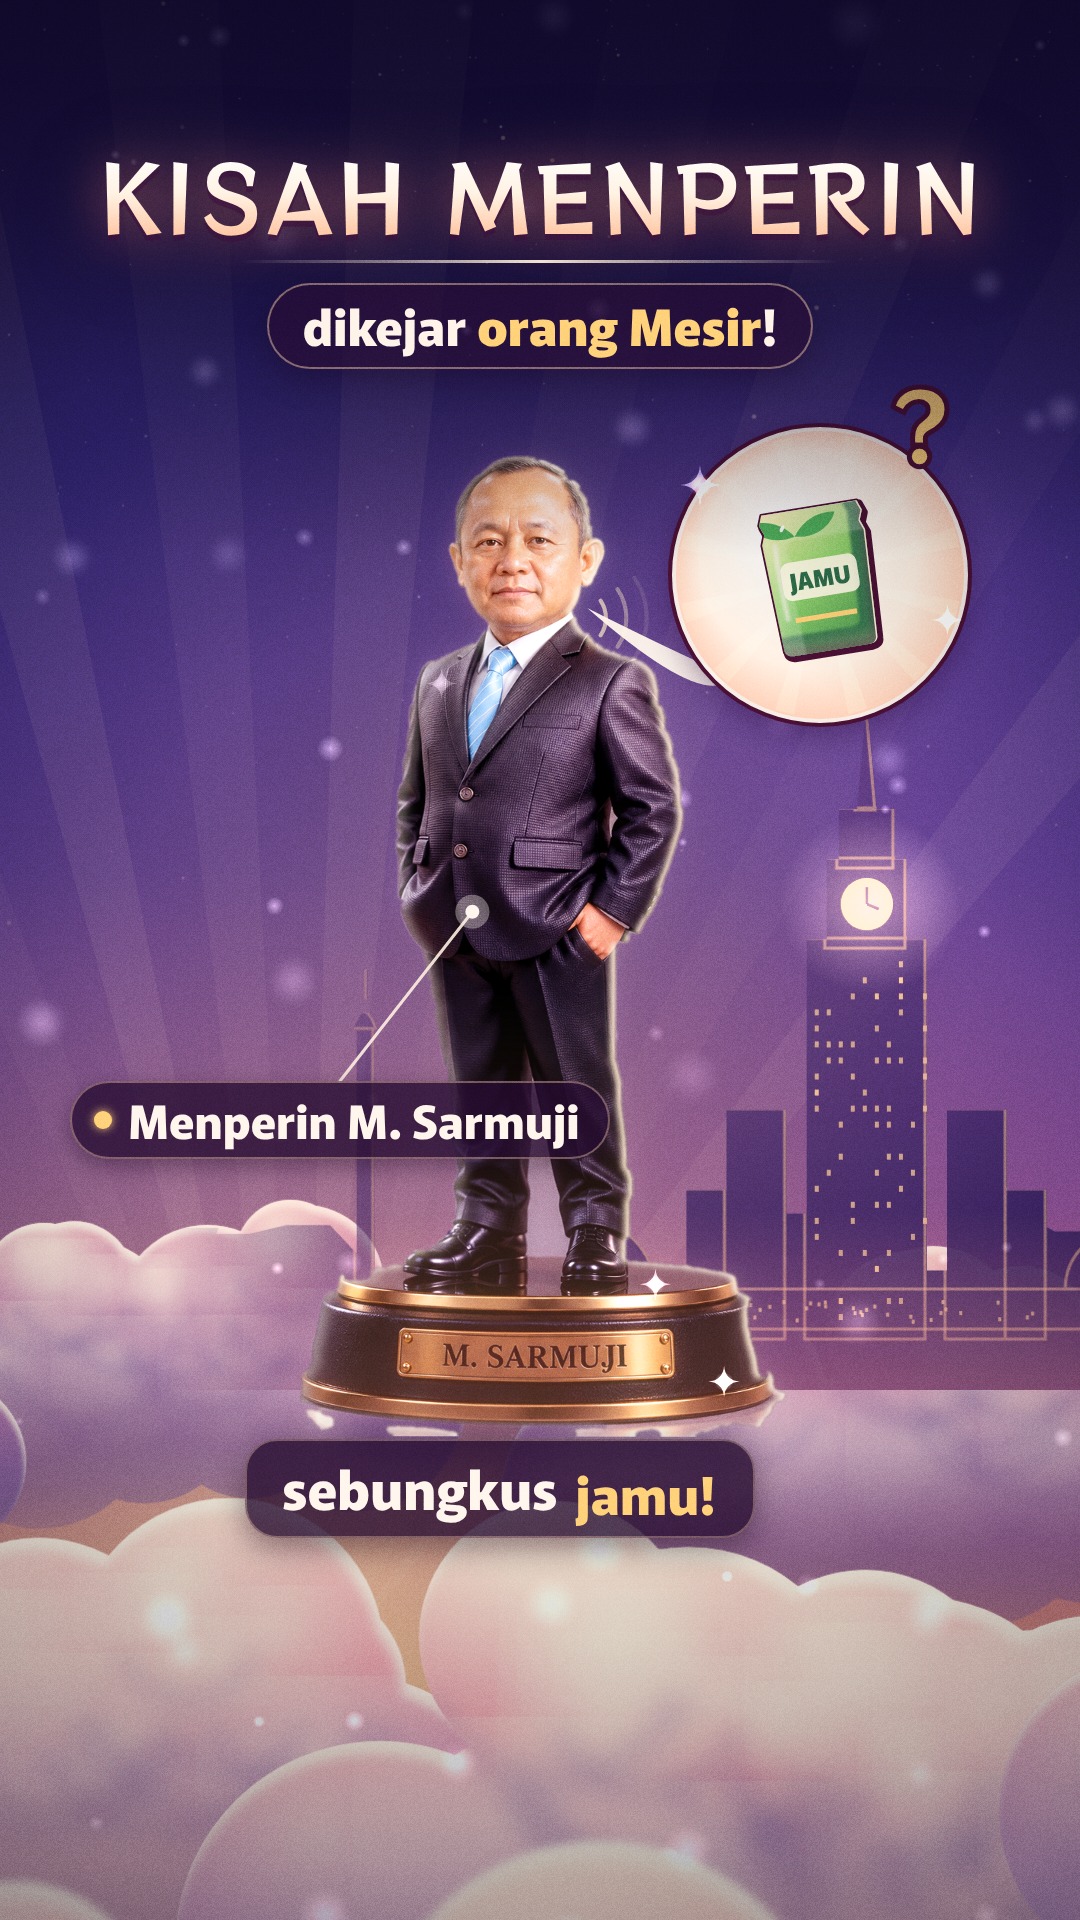 KISAH MENPERIN
dikejar orang Mesir!
?
JAMU
Menperin M. Sarmuji
M. SARMUJI
sebungkus jamu!